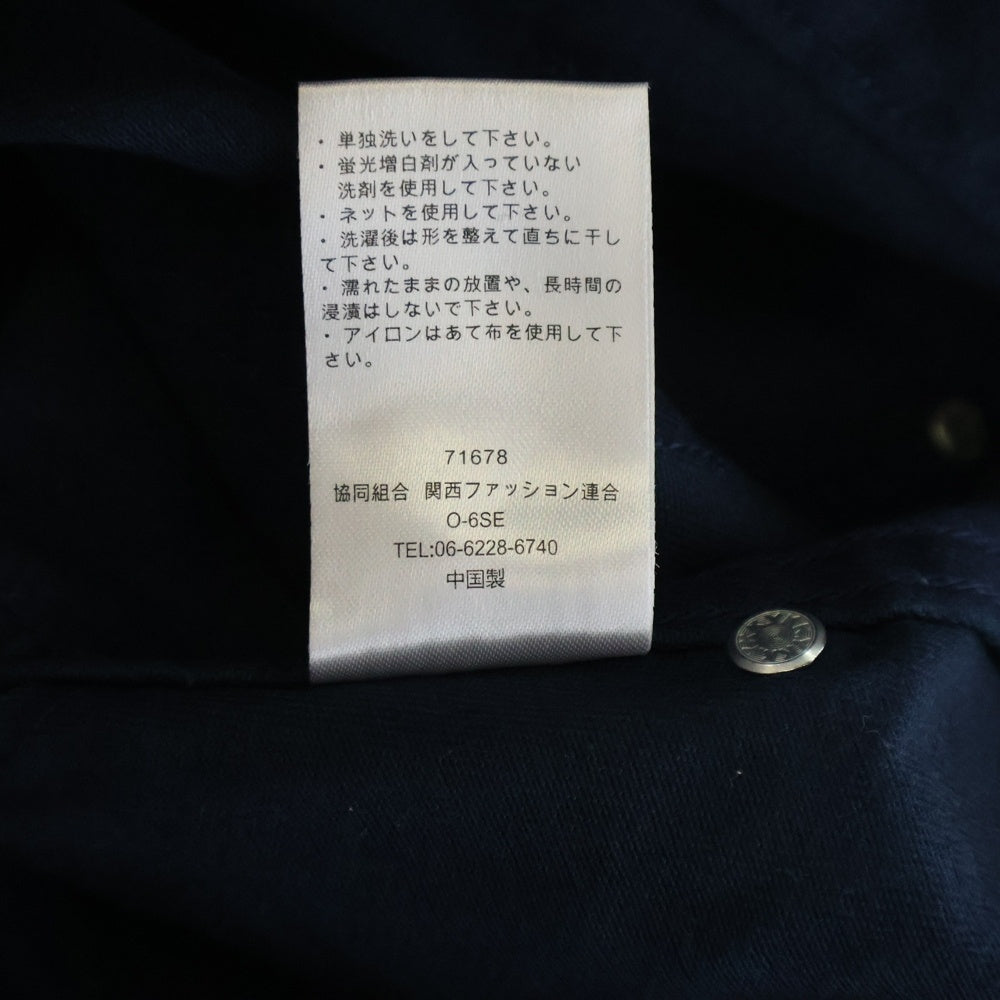 ・単独洗いをして下さい。
・蛍光増白剤が入っていない
洗剤を使用して下さい。
・ネットを使用して下さい。
・洗濯後は形を整えて直ちに干し
て下さい。
・濡れたままの放置や、長時間の
浸漬はしないで下さい。
・アイロンはあて布を使用して下
さい。
71678
協同組合 関西ファッション連合
O-6SE
TEL:06-6228-6740
中国製